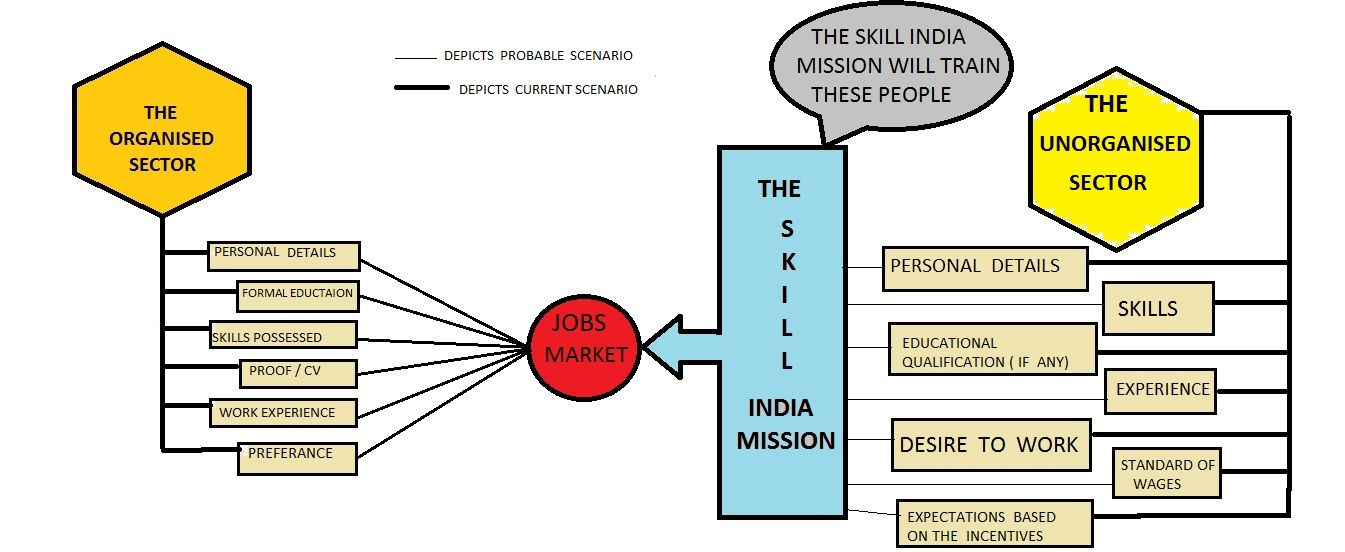 THE
ORGANISED
SECTOR
DEPICTS PROBABLE SCENARIO
DEPICTS CURRENT SCENARIO
THE SKILL INDIA
MISSION WILL TRAIN
THESE PEOPLE
THE
UNORGANISED
SECTOR
PERSONAL DETAILS
FORMAL EDUCTAION
SKILLS POSSESSED
PROOF / CV
WORK EXPERIENCE
PREFERANCE
JOBS
MARKET
THE
S
K
I
L
L
INDIA
MISSION
PERSONAL DETAILS
SKILLS
EDUCATIONAL
QUALIFICATION ( IF ANY)
EXPERIENCE
DESIRE TO WORK
STANDARD OF
WAGES
EXPECTATIONS BASED
ON THE INCENTIVES